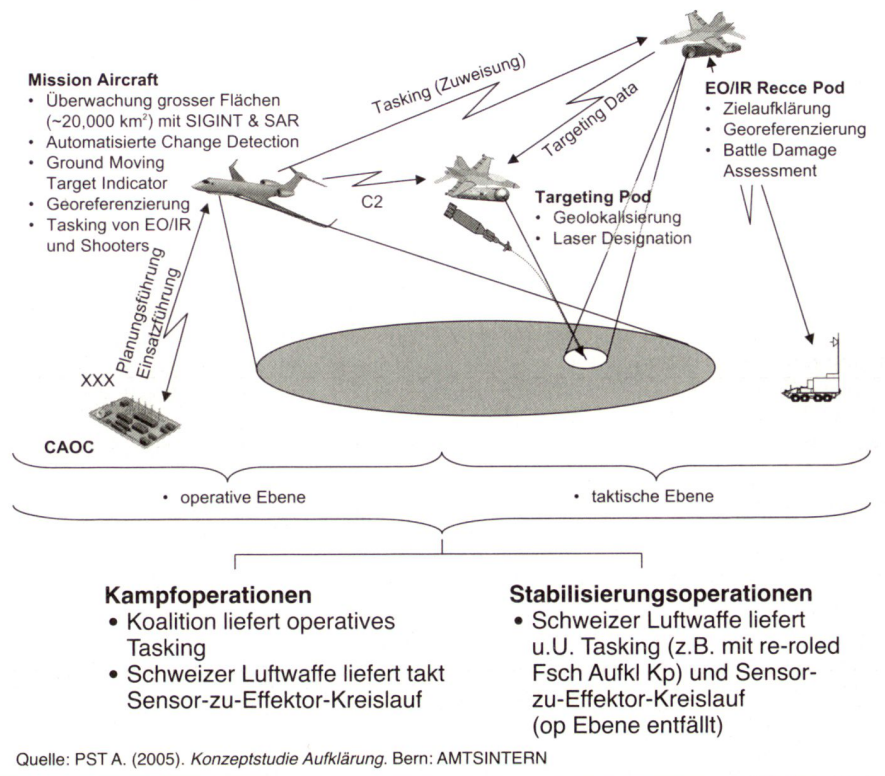 Mission Aircraft
• Überwachung grosser Flächen
(~20,000 km²) mit SIGINT & SAR
• Automatisierte Change Detection
• Ground Moving
Target Indicator
• Georeferenzierung
• Tasking von EO/IR
und Shooters
Tasking (Zuweisung)
Targeting Data
EO/IR Recce Pod
• Zielaufklärung
• Georeferenzierung
• Battle Damage
Assessment
C2
Targeting Pod
• Geolokalisierung
• Laser Designation
Planungsführung
Einsatzführung
XXX
CAOC
• operative Ebene
• taktische Ebene
Kampfoperationen
• Koalition liefert operatives
Tasking
• Schweizer Luftwaffe liefert takt
Sensor-zu-Effektor-Kreislauf
Stabilisierungsoperationen
• Schweizer Luftwaffe liefert
u.U. Tasking (z.B. mit re-roled
Fsch Aufkl Kp) und Sensor-
zu-Effektor-Kreislauf
(op Ebene entfällt)
Quelle: PST A. (2005). Konzeptstudie Aufklärung. Bern: AMTSINTERN